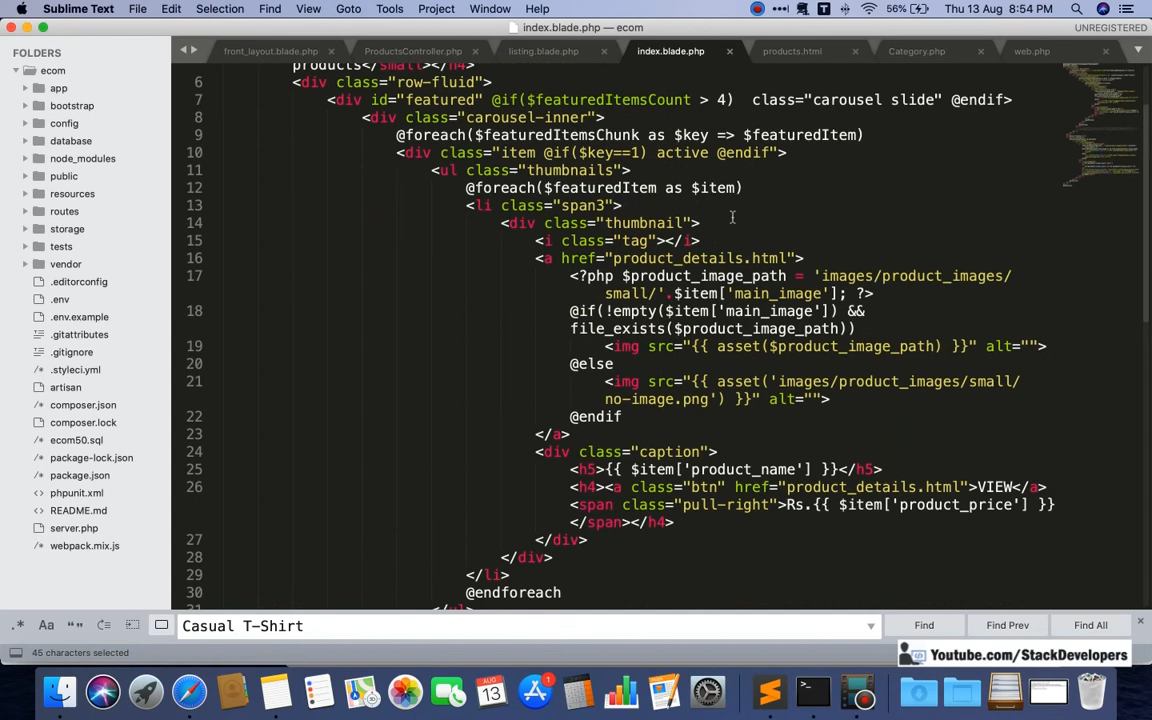 Sublime Text File Edit Selection Find View Goto Tools Project Window Help 56% Thu 13 Aug 8:54 PM
index.blade.php — ecom UNREGISTERED
FOLDERS
ecom
app
bootstrap
config
database
node_modules
public
resources
routes
storage
tests
vendor
.editorconfig
.env
.env.example
.gitattributes
.gitignore
.styleci.yml
artisan
composer.json
composer.lock
ecom50.sql
package-lock.json
package.json
phpunit.xml
README.md
server.php
webpack.mix.js
front_layout.blade.php ProductsController.php listing.blade.php index.blade.php products.html Category.php web.php
products</small></h4>
6 <div class="row-fluid">
7 <div id="featured" @if($featuredItemsCount > 4) class="carousel slide" @endif>
8 <div class="carousel-inner">
9 @foreach($featuredItemsChunk as $key => $featuredItem)
10 <div class="item @if($key==1) active @endif">
11 <ul class="thumbnails">
12 @foreach($featuredItem as $item)
13 <li class="span3">
14 <div class="thumbnail">
15 <i class="tag"></i>
16 <a href="product_details.html">
17 <?php $product_image_path = 'images/product_images/
small/'.$item['main_image']; ?>
18 @if(!empty($item['main_image']) &&
file_exists($product_image_path))
19 <img src="{{ asset($product_image_path) }}" alt="">
20 @else
21 <img src="{{ asset('images/product_images/small/
no-image.png') }}" alt="">
22 @endif
23 </a>
24 <div class="caption">
25 <h5>{{ $item['product_name'] }}</h5>
26 <h4><a class="btn" href="product_details.html">VIEW</a>
<span class="pull-right">Rs.{{ $item['product_price'] }}
</span></h4>
27 </div>
28 </div>
29 </li>
30 @endforeach
31 </ul>
Casual T-Shirt Find Find Prev Find All
45 characters selected
Youtube.com/StackDevelopers